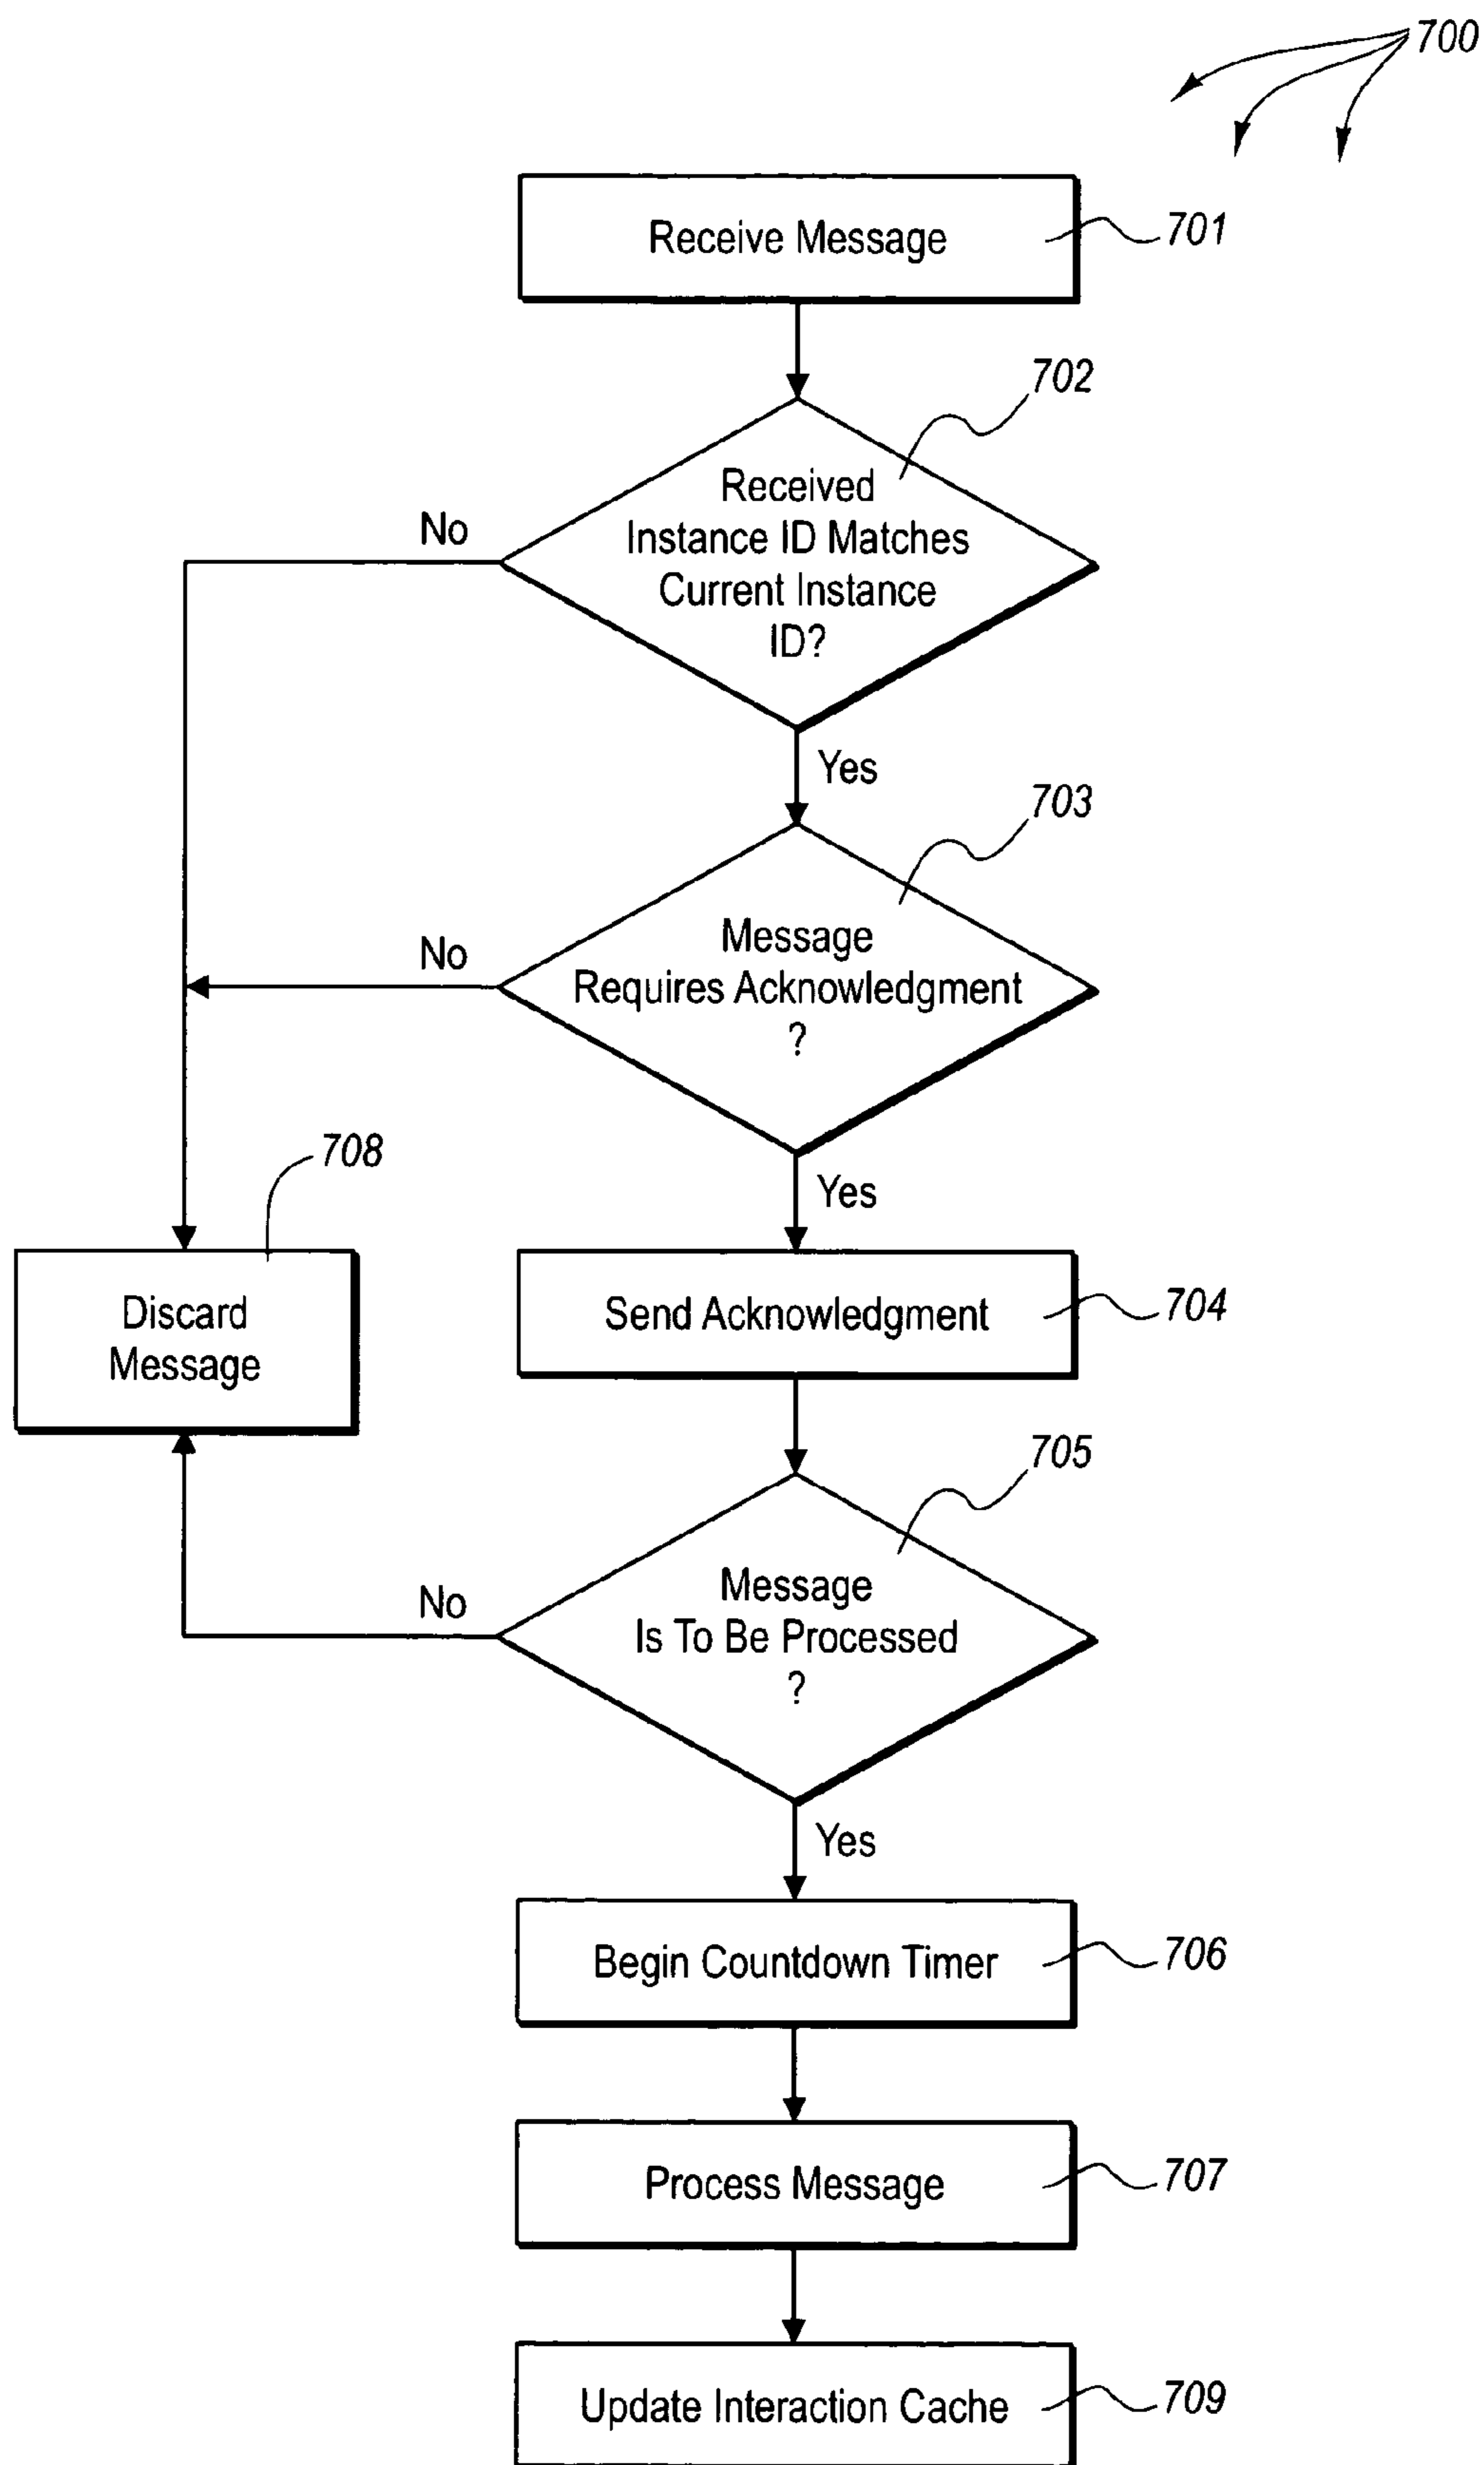 700
Receive Message
701
702
Received
Instance ID Matches
Current Instance
ID?
No
Yes
703
Message
Requires Acknowledgment
?
No
Yes
708
Discard
Message
Send Acknowledgment
704
705
Message
Is To Be Processed
?
No
Yes
Begin Countdown Timer
706
Process Message
707
Update Interaction Cache
709